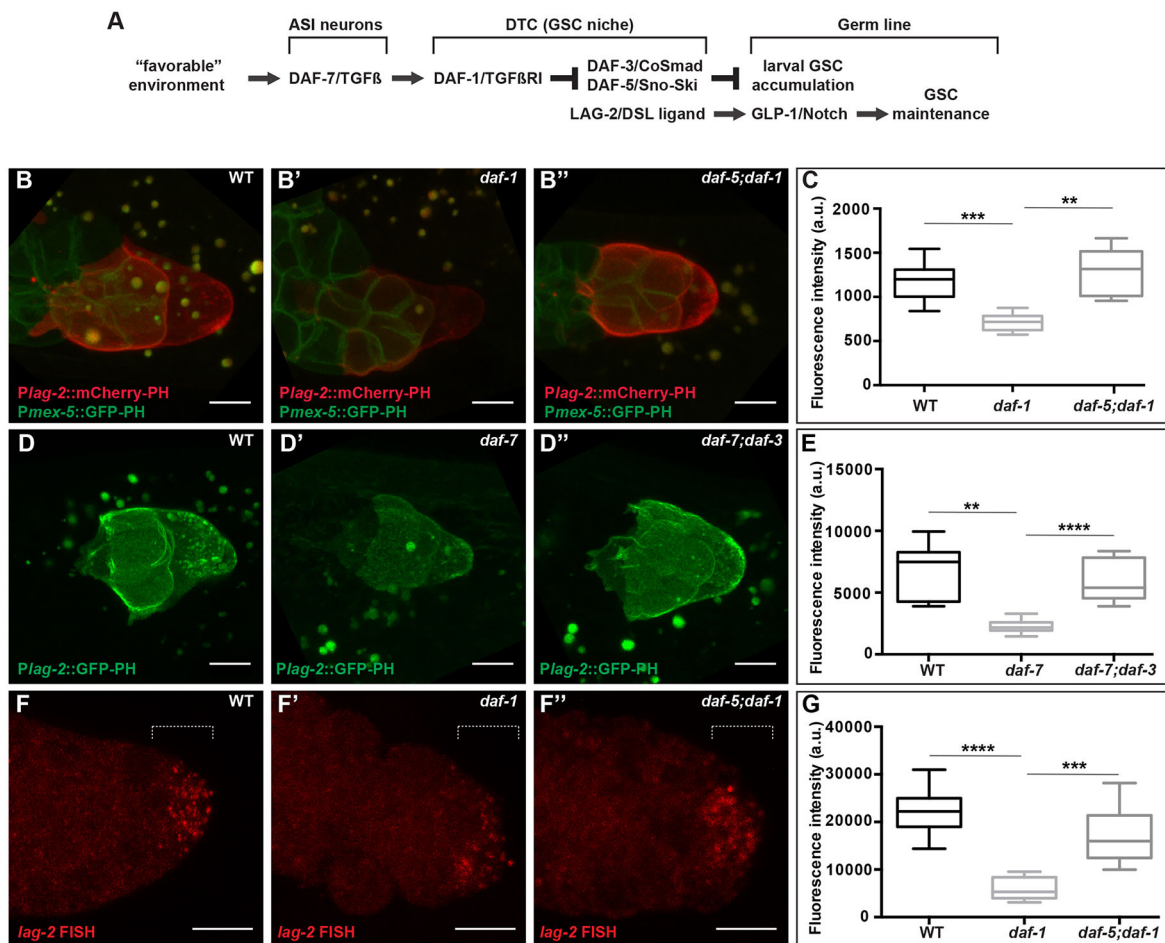 A
ASI neurons
DTC (GSC niche)
Germ line
“favorable”
environment
DAF-7/TGFß
DAF-1/TGFßRI
DAF-3/CoSmad
DAF-5/Sno-Ski
larval GSC
accumulation
LAG-2/DSL ligand
GLP-1/Notch
GSC
maintenance
B
WT
Plag-2::mCherry-PH
Pmex-5::GFP-PH
B’
daf-1
Plag-2::mCherry-PH
Pmex-5::GFP-PH
B’’
daf-5;daf-1
Plag-2::mCherry-PH
Pmex-5::GFP-PH
C
Fluorescence intensity (a.u.)
2000
1500
1000
500
0
***
**
WT
daf-1
daf-5;daf-1
D
WT
Plag-2::GFP-PH
D’
daf-7
Plag-2::GFP-PH
D’’
daf-7;daf-3
Plag-2::GFP-PH
E
Fluorescence intensity (a.u.)
15000
10000
5000
0
**
****
WT
daf-7
daf-7;daf-3
F
WT
lag-2 FISH
F’
daf-1
lag-2 FISH
F’’
daf-5;daf-1
lag-2 FISH
G
Fluorescence intensity (a.u.)
40000
30000
20000
10000
0
****
***
WT
daf-1
daf-5;daf-1